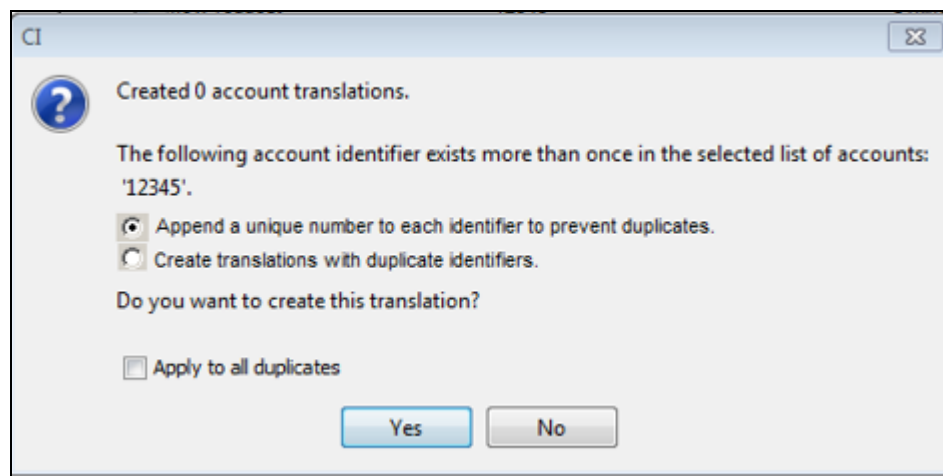 CI
Created 0 account translations.
The following account identifier exists more than once in the selected list of accounts:
'12345'.
Append a unique number to each identifier to prevent duplicates.
Create translations with duplicate identifiers.
Do you want to create this translation?
Apply to all duplicates
Yes No